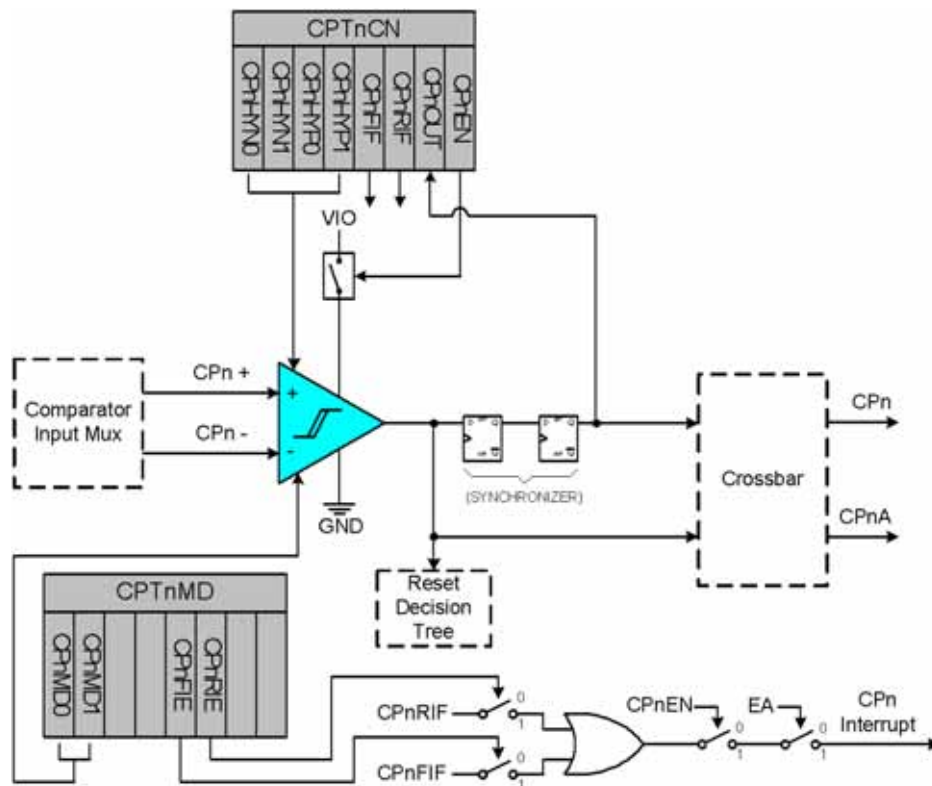 CPTnCN
CPnHYN0
CPnHYN1
CPnHYP0
CPnHYP1
CPnFIF
CPnRIF
CPnOUT
CPnEN
VIO
Comparator
Input Mux
CPn +
CPn -
+
-
GND
(SYNCHRONIZER)
Crossbar
CPn
CPnA
Reset
Decision
Tree
CPTnMD
CPnMD0
CPnMD1
CPnFIE
CPnRIE
CPnRIF
0
1
CPnFIF
0
1
CPnEN
0
1
EA
0
1
CPn
Interrupt